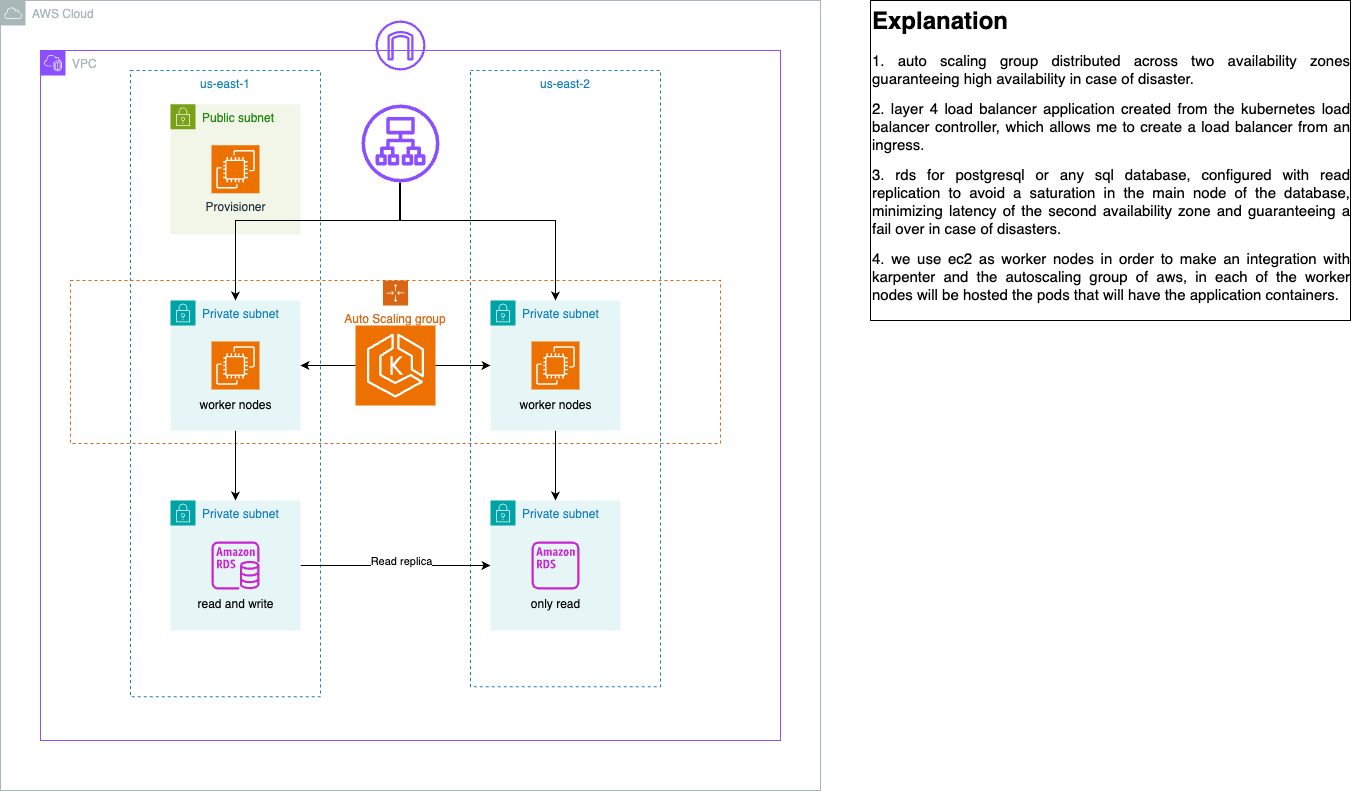 AWS Cloud
VPC
us-east-1
us-east-2
Public subnet
Provisioner
Auto Scaling group
Private subnet
worker nodes
K
Private subnet
worker nodes
Private subnet
Amazon
RDS
read and write
Read replica
Private subnet
Amazon
RDS
only read
Explanation
1. auto scaling group distributed across two availability zones
guaranteeing high availability in case of disaster.
2. layer 4 load balancer application created from the kubernetes load
balancer controller, which allows me to create a load balancer from an
ingress.
3. rds for postgresql or any sql database, configured with read
replication to avoid a saturation in the main node of the database,
minimizing latency of the second availability zone and guaranteeing a
fail over in case of disasters.
4. we use ec2 as worker nodes in order to make an integration with
karpenter and the autoscaling group of aws, in each of the worker
nodes will be hosted the pods that will have the application containers.